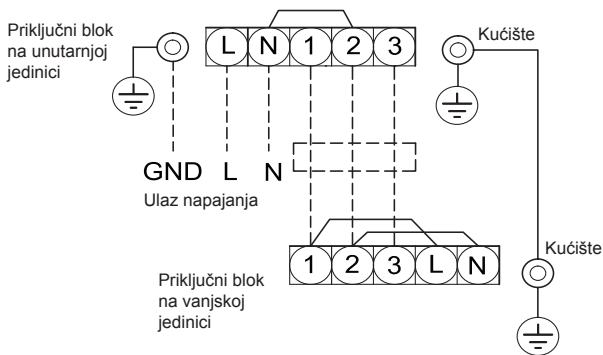 Priključni blok
na unutarnjoj
jedinici
L N 1 2 3
Kućište
GND L N
Ulaz napajanja
1 2 3 L N
Kućište
Priključni blok
na vanjskoj
jedinici